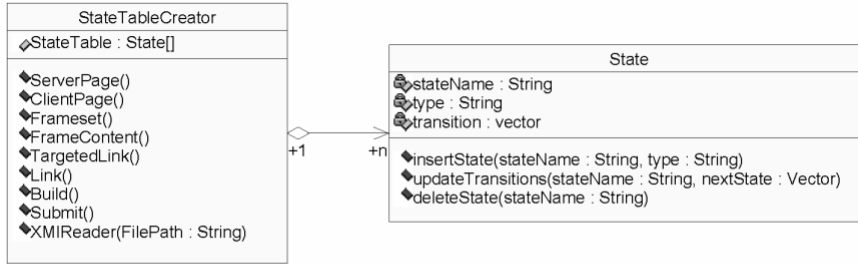 StateTableCreator
StateTable : State[]
ServerPage()
ClientPage()
Frameset()
FrameContent()
TargetedLink()
Link()
Build()
Submit()
XMIReader(FilePath : String)
+1
+n
State
stateName : String
type : String
transition : vector
insertState(stateName : String, type : String)
updateTransitions(stateName : String, nextState : Vector)
deleteState(stateName : String)